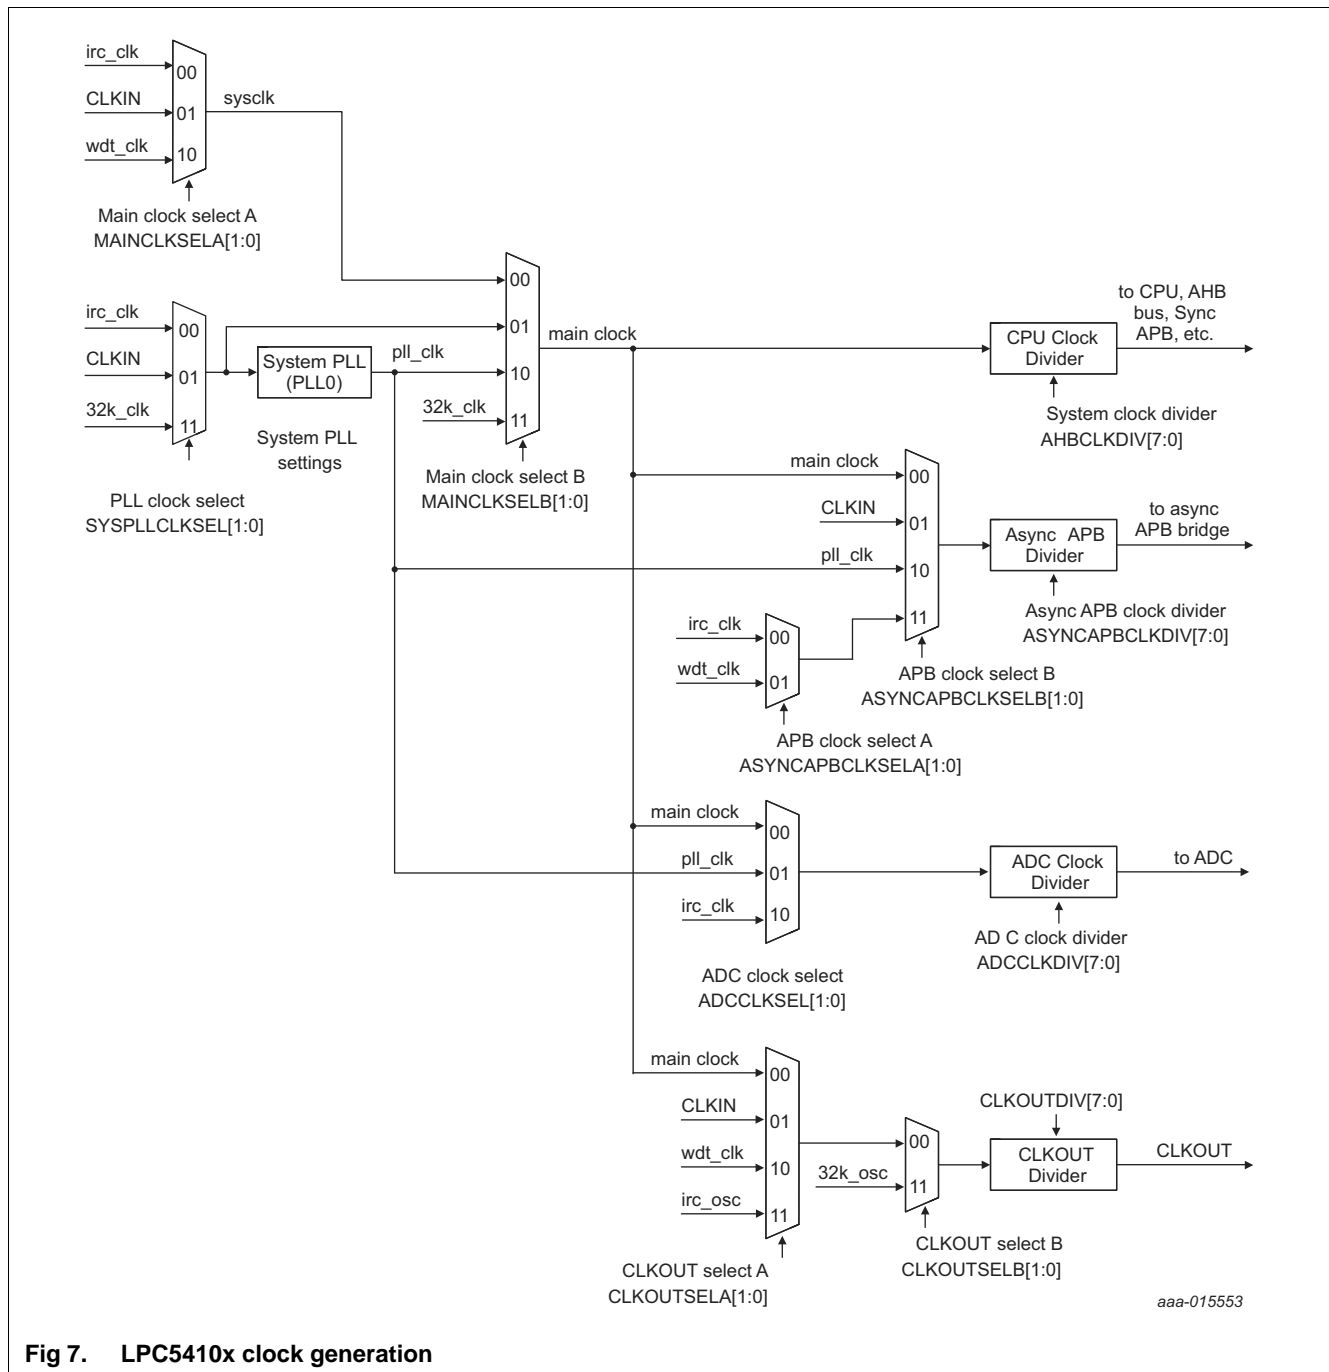 irc_clk
00
CLKIN
01
sysclk
wdt_clk
10
Main clock select A
MAINCLKSELA[1:0]
irc_clk
00
CLKIN
01
32k_clk
11
PLL clock select
SYSPLLCLKSEL[1:0]
System PLL
(PLL0)
System PLL
settings
pll_clk
00
01
10
32k_clk
11
Main clock select B
MAINCLKSELB[1:0]
main clock
CPU Clock
Divider
to CPU, AHB
bus, Sync
APB, etc.
System clock divider
AHBCLKDIV[7:0]
main clock
00
CLKIN
01
pll_clk
10
11
irc_clk
00
wdt_clk
01
APB clock select B
ASYNCAPBCLKSELB[1:0]
APB clock select A
ASYNCAPBCLKSELA[1:0]
Async APB
Divider
to async
APB bridge
Async APB clock divider
ASYNCAPBCLKDIV[7:0]
main clock
00
pll_clk
01
irc_clk
10
ADC clock select
ADCCLKSEL[1:0]
ADC Clock
Divider
to ADC
AD C clock divider
ADCCLKDIV[7:0]
main clock
00
CLKIN
01
wdt_clk
10
irc_osc
11
CLKOUT select A
CLKOUTSELA[1:0]
00
32k_osc
11
CLKOUT select B
CLKOUTSELB[1:0]
CLKOUTDIV[7:0]
CLKOUT
Divider
CLKOUT
aaa-015553
Fig 7. LPC5410x clock generation